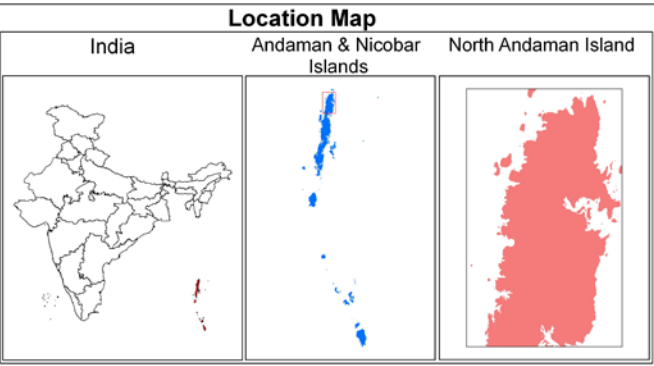 Location Map
India
Andaman & Nicobar
Islands
North Andaman Island